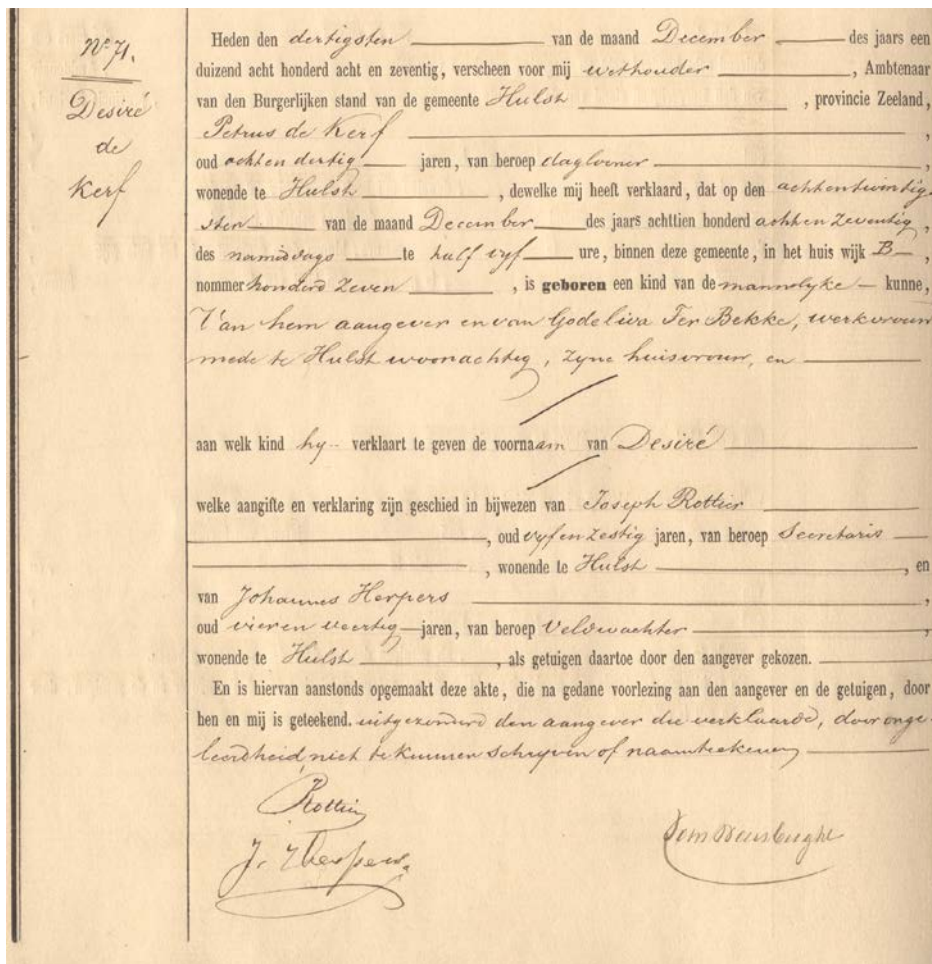 Nº 71.
Desiré
de
Kerf
Heden den dertigsten van de maand December des jaars een
duizend acht honderd acht en zeventig, verscheen voor mij wethouder, Ambtenaar
van den Burgerlijken stand van de gemeente Hulst, provincie Zeeland,
Petrus de Kerf,
oud achtendertig jaren, van beroep dagloener,
wonende te Hulst, dewelke mij heeft verklaard, dat op den achtentwintig-
sten van de maand December des jaars achttien honderd achten zeventig,
des namiddags te half vyf ure, binnen deze gemeente, in het huis wijk B,
nommer honderd zeven, is geboren een kind van de mannelyke kunne,
Van hem aangever en van Godeliva Ter Bekke, werkvrouw
mede te Hulst woonachtig, zyne huisvrouw, en
aan welk kind hy verklaart te geven de voornaam van Desiré
welke aangifte en verklaring zijn geschied in bijwezen van Joseph Rottier
, oud vyfenzestig jaren, van beroep Secretaris
, wonende te Hulst, en
van Johannes Herpers,
oud vierenveertig jaren, van beroep Veldwachter,
wonende te Hulst, als getuigen daartoe door den aangever gekozen.
En is hiervan aanstonds opgemaakt deze akte, die na gedane voorlezing aan den aangever en de getuigen, door
hen en mij is geteekend. uitgezonderd den aangever die verklaarde, door onge-
leerdheid, niet te kunnen schrijven of naamteekenen
Rottier
J. Herpers